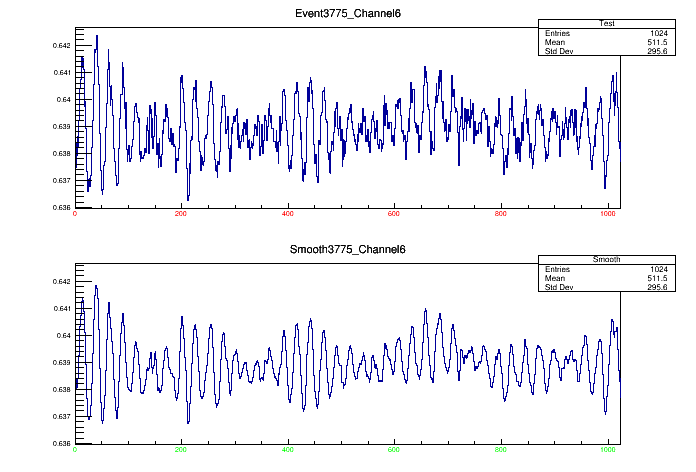 Event3775_Channel6
Test
Entries 1024
Mean 511.5
Std Dev 295.6
0.642
0.641
0.64
0.639
0.638
0.637
0.636
0 200 400 600 800 1000
Smooth3775_Channel6
Smooth
Entries 1024
Mean 511.5
Std Dev 295.6
0.642
0.641
0.64
0.639
0.638
0.637
0.636
0 200 400 600 800 1000